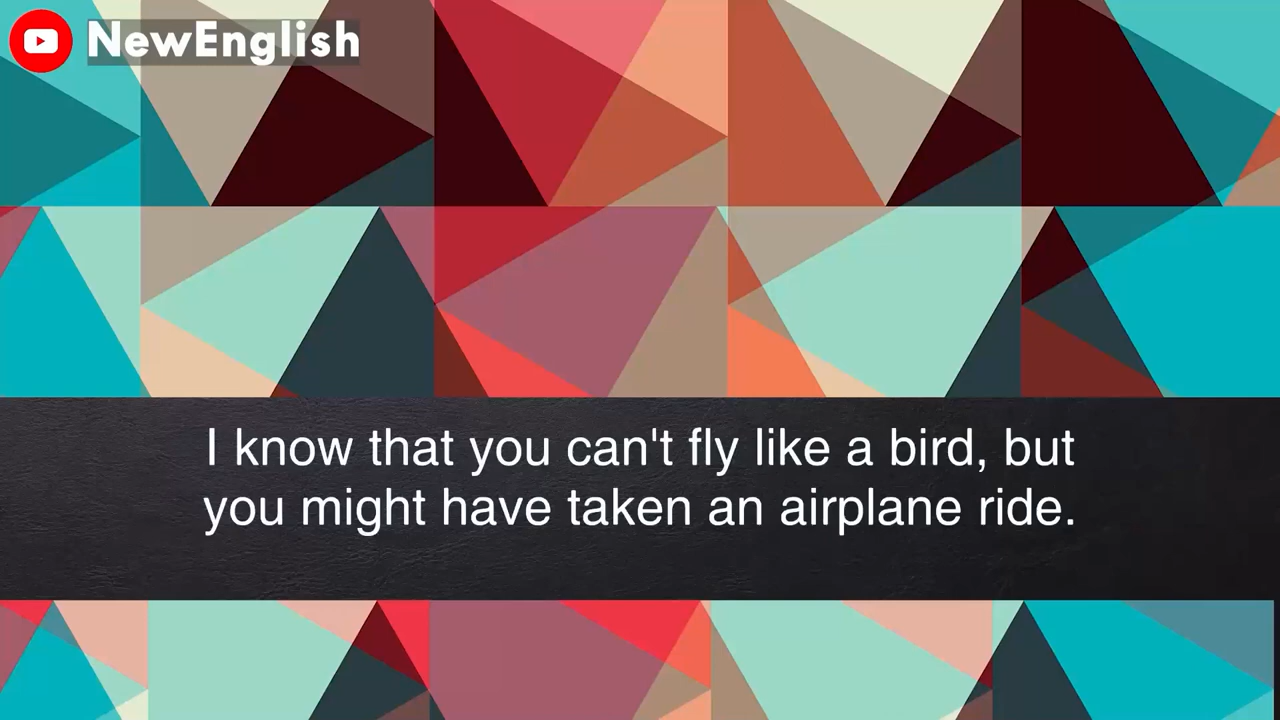 NewEnglish
I know that you can't fly like a bird, but
you might have taken an airplane ride.